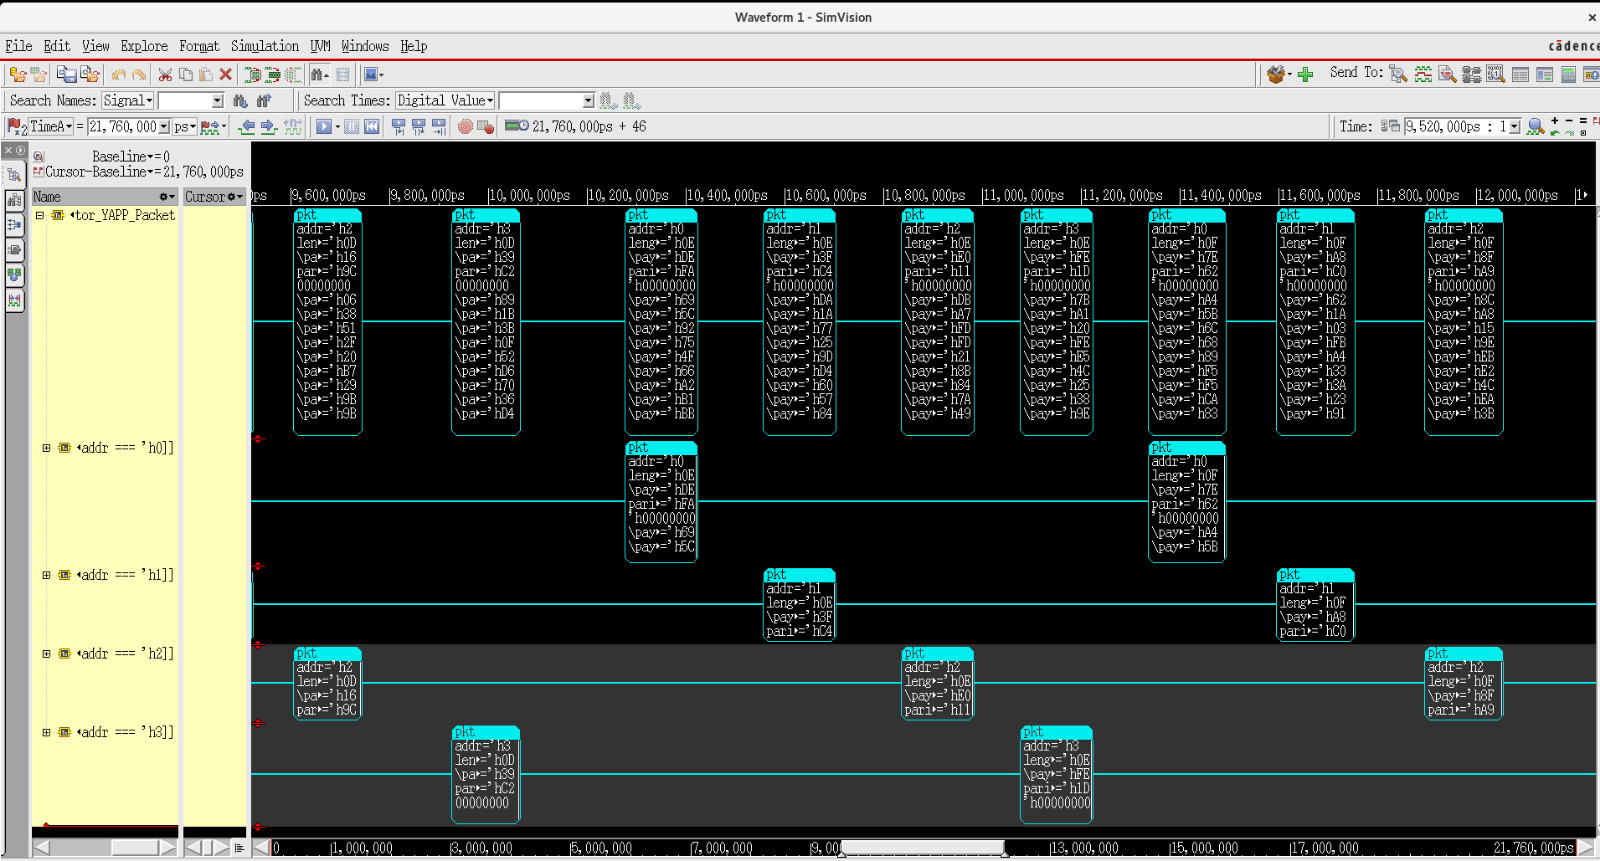 Waveform 1 - SimVision
File Edit View Explore Format Simulation UVM Windows Help
cādence
Send To:
Search Names: Signal
Search Times: Digital Value
TimeA = 21,760,000 ps
21,760,000ps + 46
Time: 9,520,000ps : 1
Baseline=0
Cursor-Baseline=21,760,000ps
Name Cursor
ps 9,600,000ps 9,800,000ps 10,000,000ps 10,200,000ps 10,400,000ps 10,600,000ps 10,800,000ps 11,000,000ps 11,200,000ps 11,400,000ps 11,600,000ps 11,800,000ps 12,000,000ps 1
tor_YAPP_Packet
pkt pkt pkt pkt pkt pkt pkt pkt pkt
addr='h2 addr='h3 addr='h0 addr='h1 addr='h2 addr='h3 addr='h0 addr='h1 addr='h2
len='h0D len='h0D leng='h0E leng='h0E leng='h0E leng='h0E leng='h0F leng='h0F leng='h0F
\pa='h16 \pa='h39 \pay='hDE \pay='h3F \pay='hE0 \pay='hFE \pay='h7E \pay='hA8 \pay='h8F
par='h9C par='hC2 pari='hFA pari='hC4 pari='h11 pari='h1D pari='h62 pari='hC0 pari='hA9
00000000 00000000 'h00000000 'h00000000 'h00000000 'h00000000 'h00000000 'h00000000 'h00000000
\pa='h06 \pa='h89 \pay='h69 \pay='hDA \pay='hDB \pay='h7B \pay='hA4 \pay='h62 \pay='h8C
\pa='h38 \pa='h1B \pay='h5C \pay='h1A \pay='hA7 \pay='hA1 \pay='h5B \pay='h1A \pay='hA8
\pa='h51 \pa='h3B \pay='h92 \pay='h77 \pay='hFD \pay='h20 \pay='h6C \pay='h03 \pay='h15
\pa='h2F \pa='h0F \pay='h75 \pay='h25 \pay='hFD \pay='hFE \pay='h68 \pay='hFB \pay='h9E
\pa='h20 \pa='h52 \pay='h4F \pay='h9D \pay='h21 \pay='hE5 \pay='h89 \pay='hA4 \pay='hEB
\pa='hB7 \pa='hD6 \pay='h66 \pay='hD4 \pay='h8B \pay='h4C \pay='hF5 \pay='h33 \pay='hE2
\pa='h29 \pa='h70 \pay='hA2 \pay='h60 \pay='h84 \pay='h25 \pay='hF5 \pay='h3A \pay='h4C
\pa='h9B \pa='h36 \pay='hB1 \pay='h57 \pay='h7A \pay='h38 \pay='hCA \pay='h23 \pay='hEA
\pa='h9B \pa='hD4 \pay='hBB \pay='h84 \pay='h49 \pay='h9E \pay='h83 \pay='h91 \pay='h3B
addr === 'h0]]
pkt pkt
addr='h0 addr='h0
leng='h0E leng='h0F
\pay='hDE \pay='h7E
pari='hFA pari='h62
'h00000000 'h00000000
\pay='h69 \pay='hA4
\pay='h5C \pay='h5B
addr === 'h1]]
pkt pkt
addr='h1 addr='h1
leng='h0E leng='h0F
\pay='h3F \pay='hA8
pari='hC4 pari='hC0
addr === 'h2]]
pkt pkt pkt
addr='h2 addr='h2 addr='h2
len='h0D leng='h0E leng='h0F
\pa='h16 \pay='hE0 \pay='h8F
par='h9C pari='h11 pari='hA9
addr === 'h3]]
pkt pkt
addr='h3 addr='h3
len='h0D leng='h0E
\pa='h39 \pay='hFE
par='hC2 pari='h1D
00000000 'h00000000
0 1,000,000 3,000,000 5,000,000 7,000,000 9,0 13,000,000 15,000,000 17,000,000 21,760,000ps